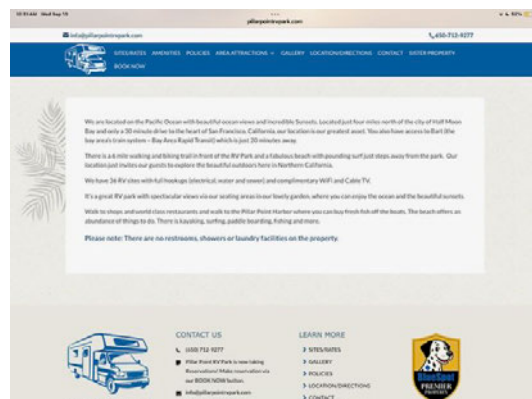 10:45 AM Wed Sep 18
pillarpointrvpark.com
92%
info@pillarpointrvpark.com
650-712-9277
SITES/RATES AMENITIES POLICIES AREA ATTRACTIONS GALLERY LOCATION/DIRECTIONS CONTACT SISTER PROPERTY
BOOK NOW
We are located on the Pacific Ocean with beautiful ocean views and incredible Sunsets. Located just four miles north of the city of Half Moon
Bay and only a 30 minute drive to the heart of San Francisco, California, our location is our greatest asset. You also have access to Bart (the
bay area's train system – Bay Area Rapid Transit) which is just 20 minutes away.
There is a 6 mile walking and biking trail in front of the RV Park and a fabulous beach with pounding surf just steps away from the park. Our
location just invites our guests to explore the beautiful outdoors here in Northern California.
We have 36 RV sites with full hookups (electrical, water and sewer) and complimentary WiFi and Cable TV.
It's a great RV park with spectacular views via our seating areas in our lovely garden, where you can enjoy the ocean and the beautiful sunsets.
Walk to shops and world class restaurants and walk to the Pillar Point Harbor where you can buy fresh fish off the boats. The beach offers an
abundance of things to do. There is kayaking, surfing, paddle boarding, fishing and more.
Please note: There are no restrooms, showers or laundry facilities on the property.
CONTACT US
(650) 712-9277
Pillar Point RV Park is now taking
Reservations! Make reservation via
our BOOK NOW button.
info@pillarpointrvpark.com
LEARN MORE
SITES/RATES
GALLERY
POLICIES
LOCATION/DIRECTIONS
CONTACT
BlueSpot
PREMIER
PROPERTY